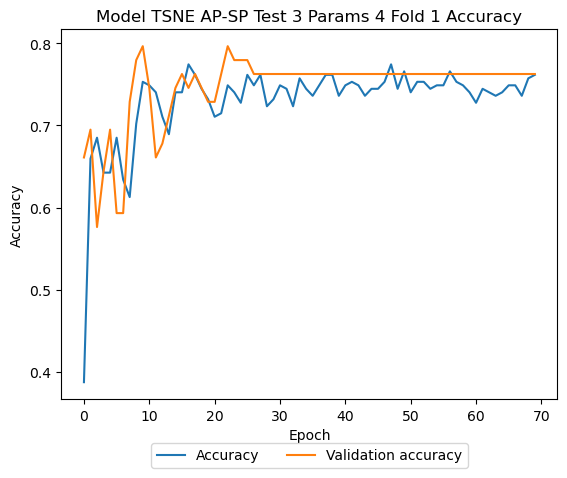 Model TSNE AP-SP Test 3 Params 4 Fold 1 Accuracy
0.8
0.7
0.6
0.5
0.4
Accuracy
0 10 20 30 40 50 60 70
Epoch
Accuracy Validation accuracy